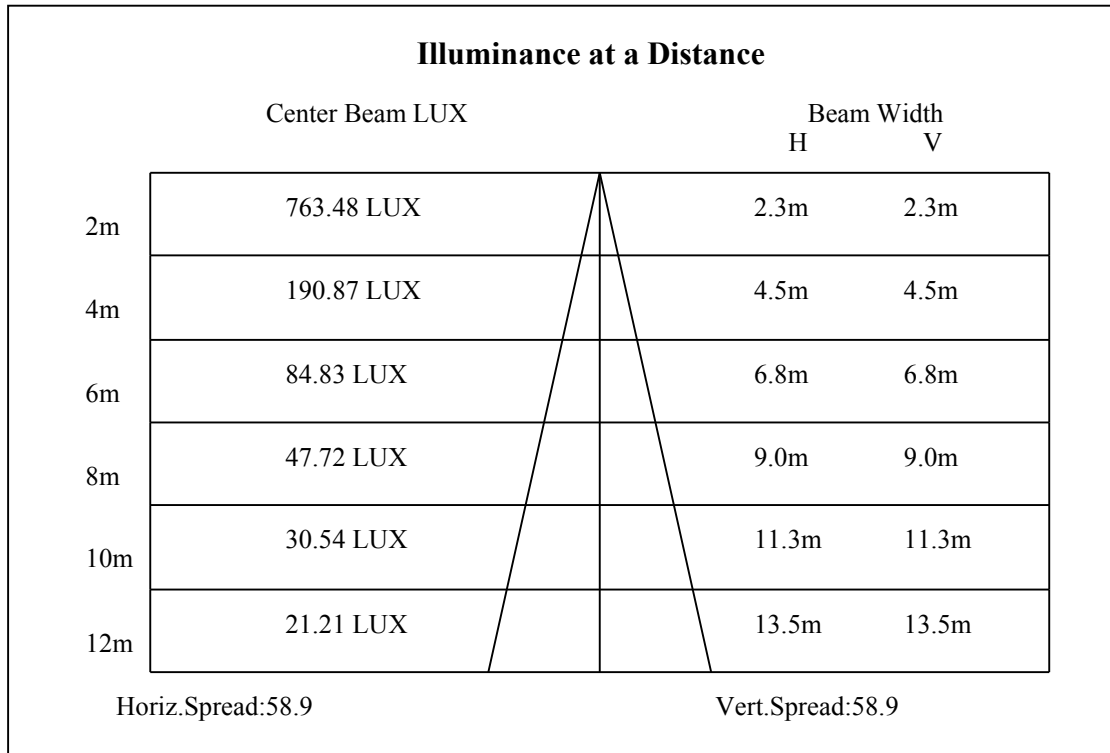 Illuminance at a Distance
Center Beam LUX Beam Width
H V
2m 763.48 LUX 2.3m 2.3m
4m 190.87 LUX 4.5m 4.5m
6m 84.83 LUX 6.8m 6.8m
8m 47.72 LUX 9.0m 9.0m
10m 30.54 LUX 11.3m 11.3m
12m 21.21 LUX 13.5m 13.5m
Horiz.Spread:58.9 Vert.Spread:58.9